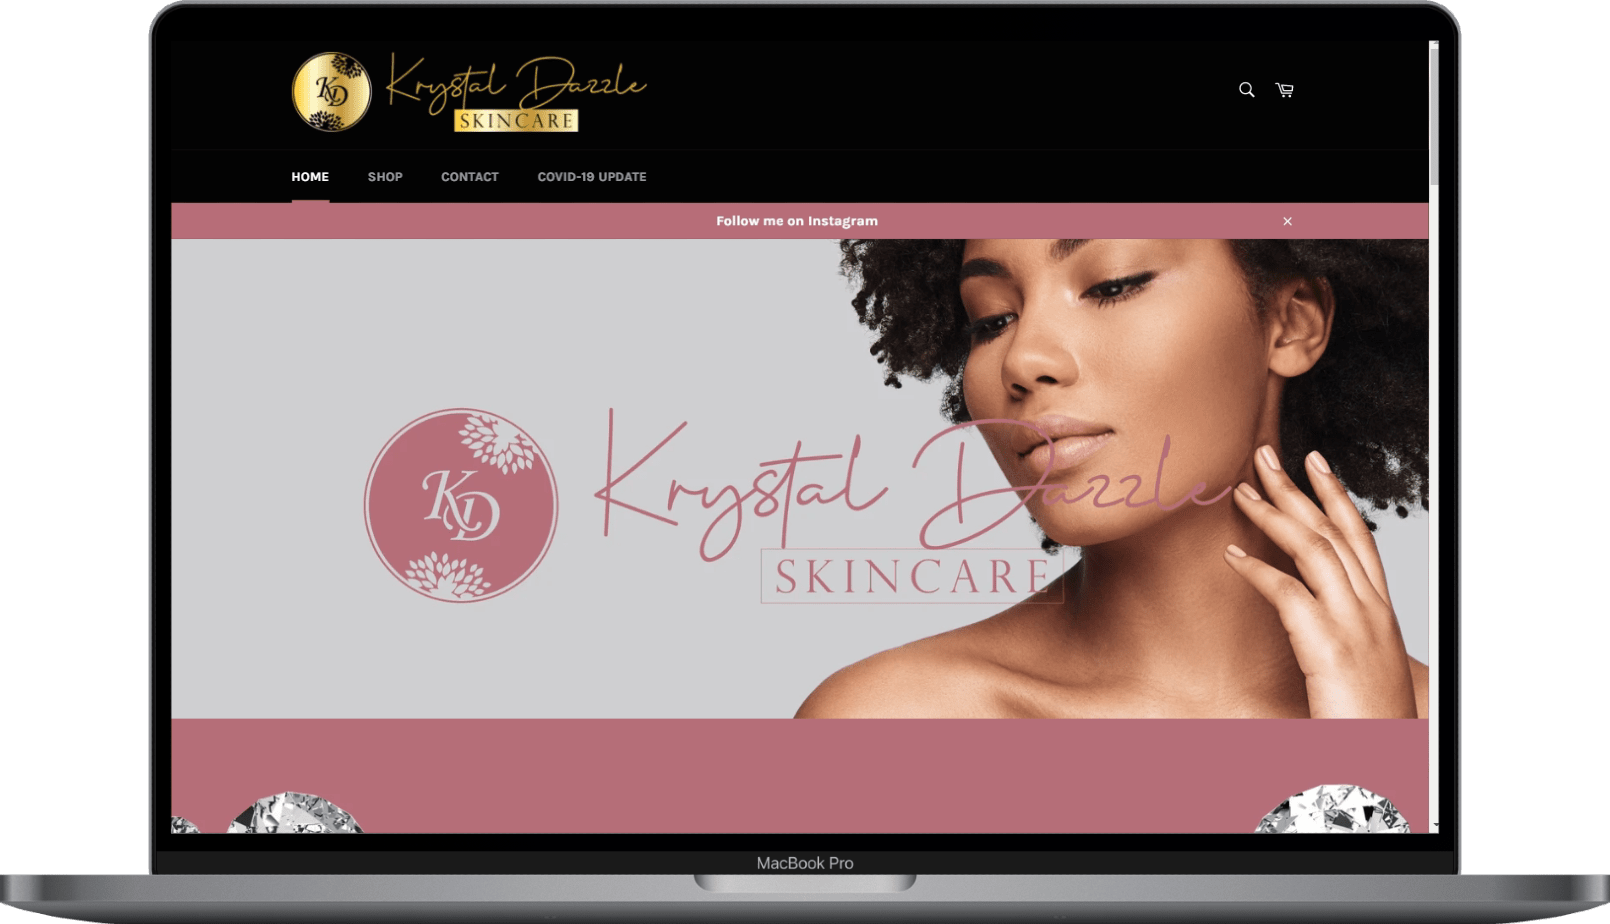 KD Krystal Dazzle
SKINCARE
HOME SHOP CONTACT COVID-19 UPDATE
Follow me on Instagram ×
KD Krystal Dazzle
SKINCARE
MacBook Pro